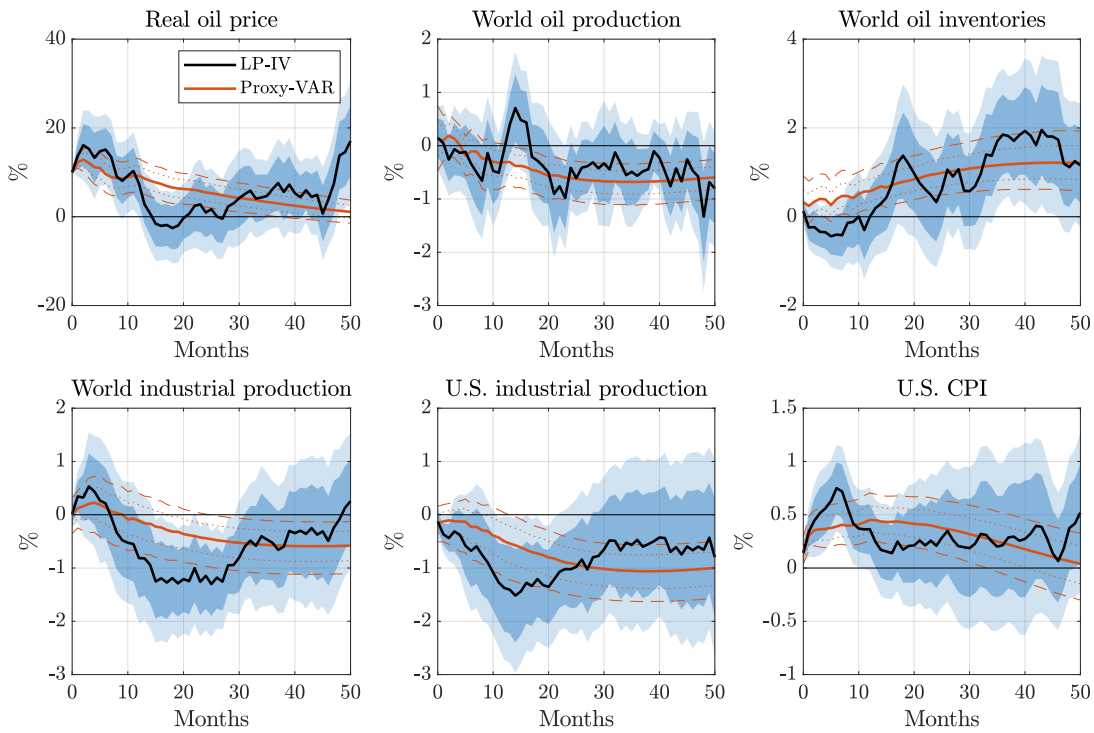 Real oil price
40
20
0
-20
%
LP-IV
Proxy-VAR
0 10 20 30 40 50
Months
World oil production
2
1
0
-1
-2
-3
%
0 10 20 30 40 50
Months
World oil inventories
4
2
0
-2
%
0 10 20 30 40 50
Months
World industrial production
2
1
0
-1
-2
-3
%
0 10 20 30 40 50
Months
U.S. industrial production
2
1
0
-1
-2
-3
%
0 10 20 30 40 50
Months
U.S. CPI
1.5
1
0.5
0
-0.5
-1
%
0 10 20 30 40 50
Months